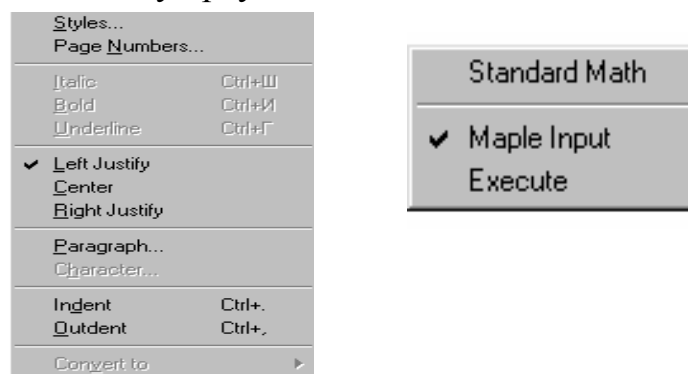 Styles...
Page Numbers...
Italic Ctrl+Ш
Bold Ctrl+И
Underline Ctrl+Г
Left Justify
Center
Right Justify
Paragraph...
Character...
Indent Ctrl+.
Outdent Ctrl+,
Convert to
Standard Math
Maple Input
Execute